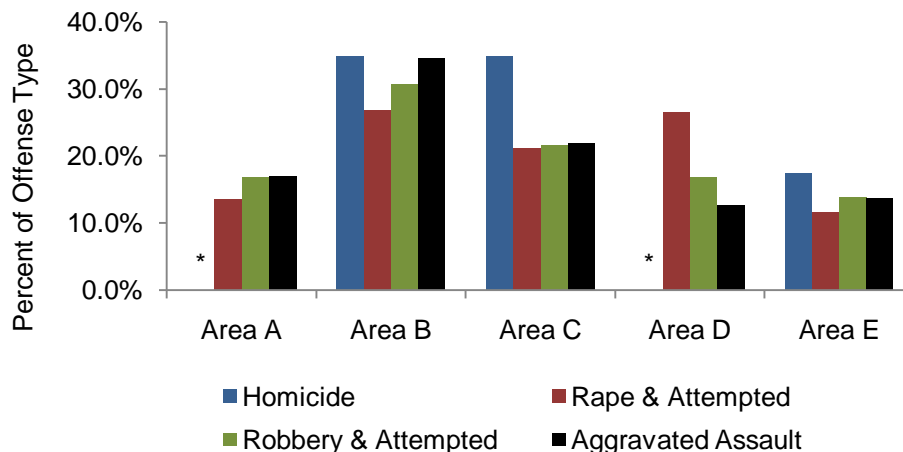 Percent of Offense Type
40.0%
30.0%
20.0%
10.0%
0.0%
*
*
Area A Area B Area C Area D Area E
Homicide Rape & Attempted
Robbery & Attempted Aggravated Assault